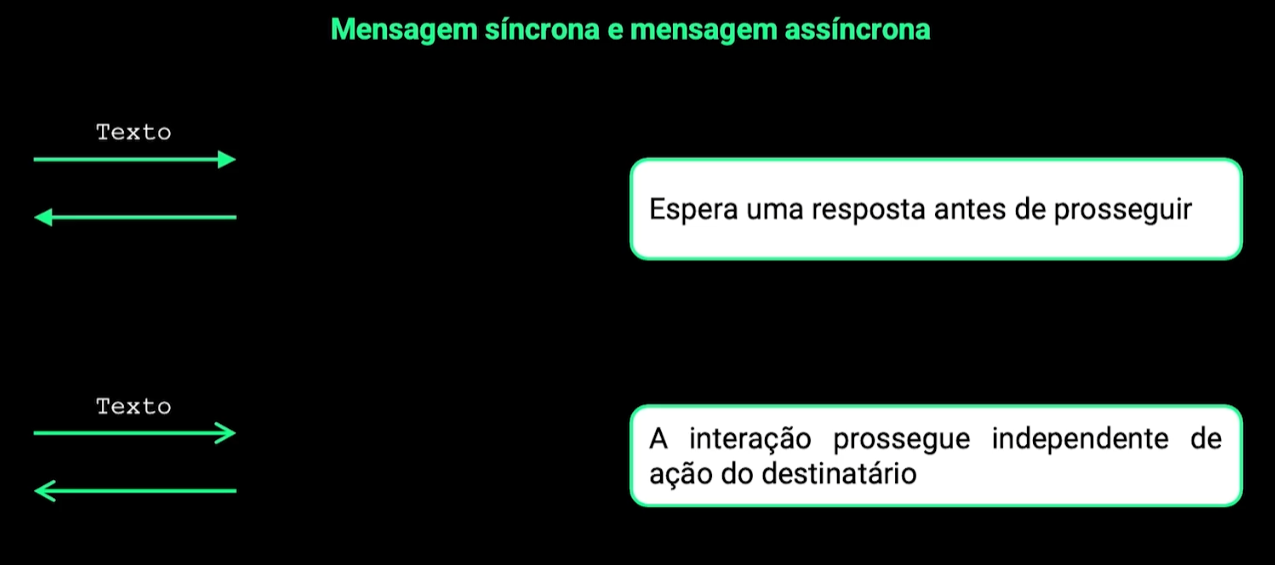 Mensagem síncrona e mensagem assíncrona
Texto
Espera uma resposta antes de prosseguir
Texto
A interação prossegue independente de
ação do destinatário